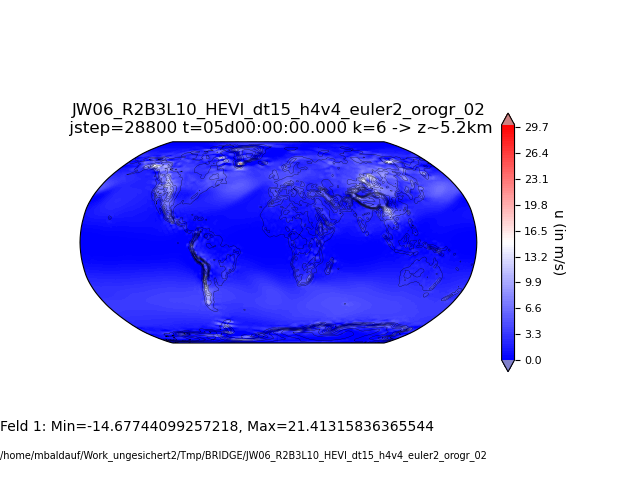 JW06_R2B3L10_HEVI_dt15_h4v4_euler2_orogr_02
jstep=28800 t=05d00:00:00.000 k=6 -> z~5.2km
29.7
26.4
23.1
19.8
16.5
13.2
9.9
6.6
3.3
0.0
u (in m/s)
Feld 1: Min=-14.67744099257218, Max=21.41315836365544
/home/mbaldauf/Work_ungesichert2/Tmp/BRIDGE/JW06_R2B3L10_HEVI_dt15_h4v4_euler2_orogr_02